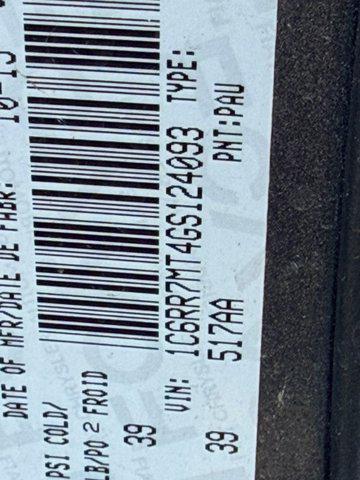 DATE OF MFR/DATE DE FABR: 10-15
PSI COLD/
LB/PO 2 FROID
39
VIN: 1C6RR7MT4GS124093 TYPE:
517AA PNT:PAU
39